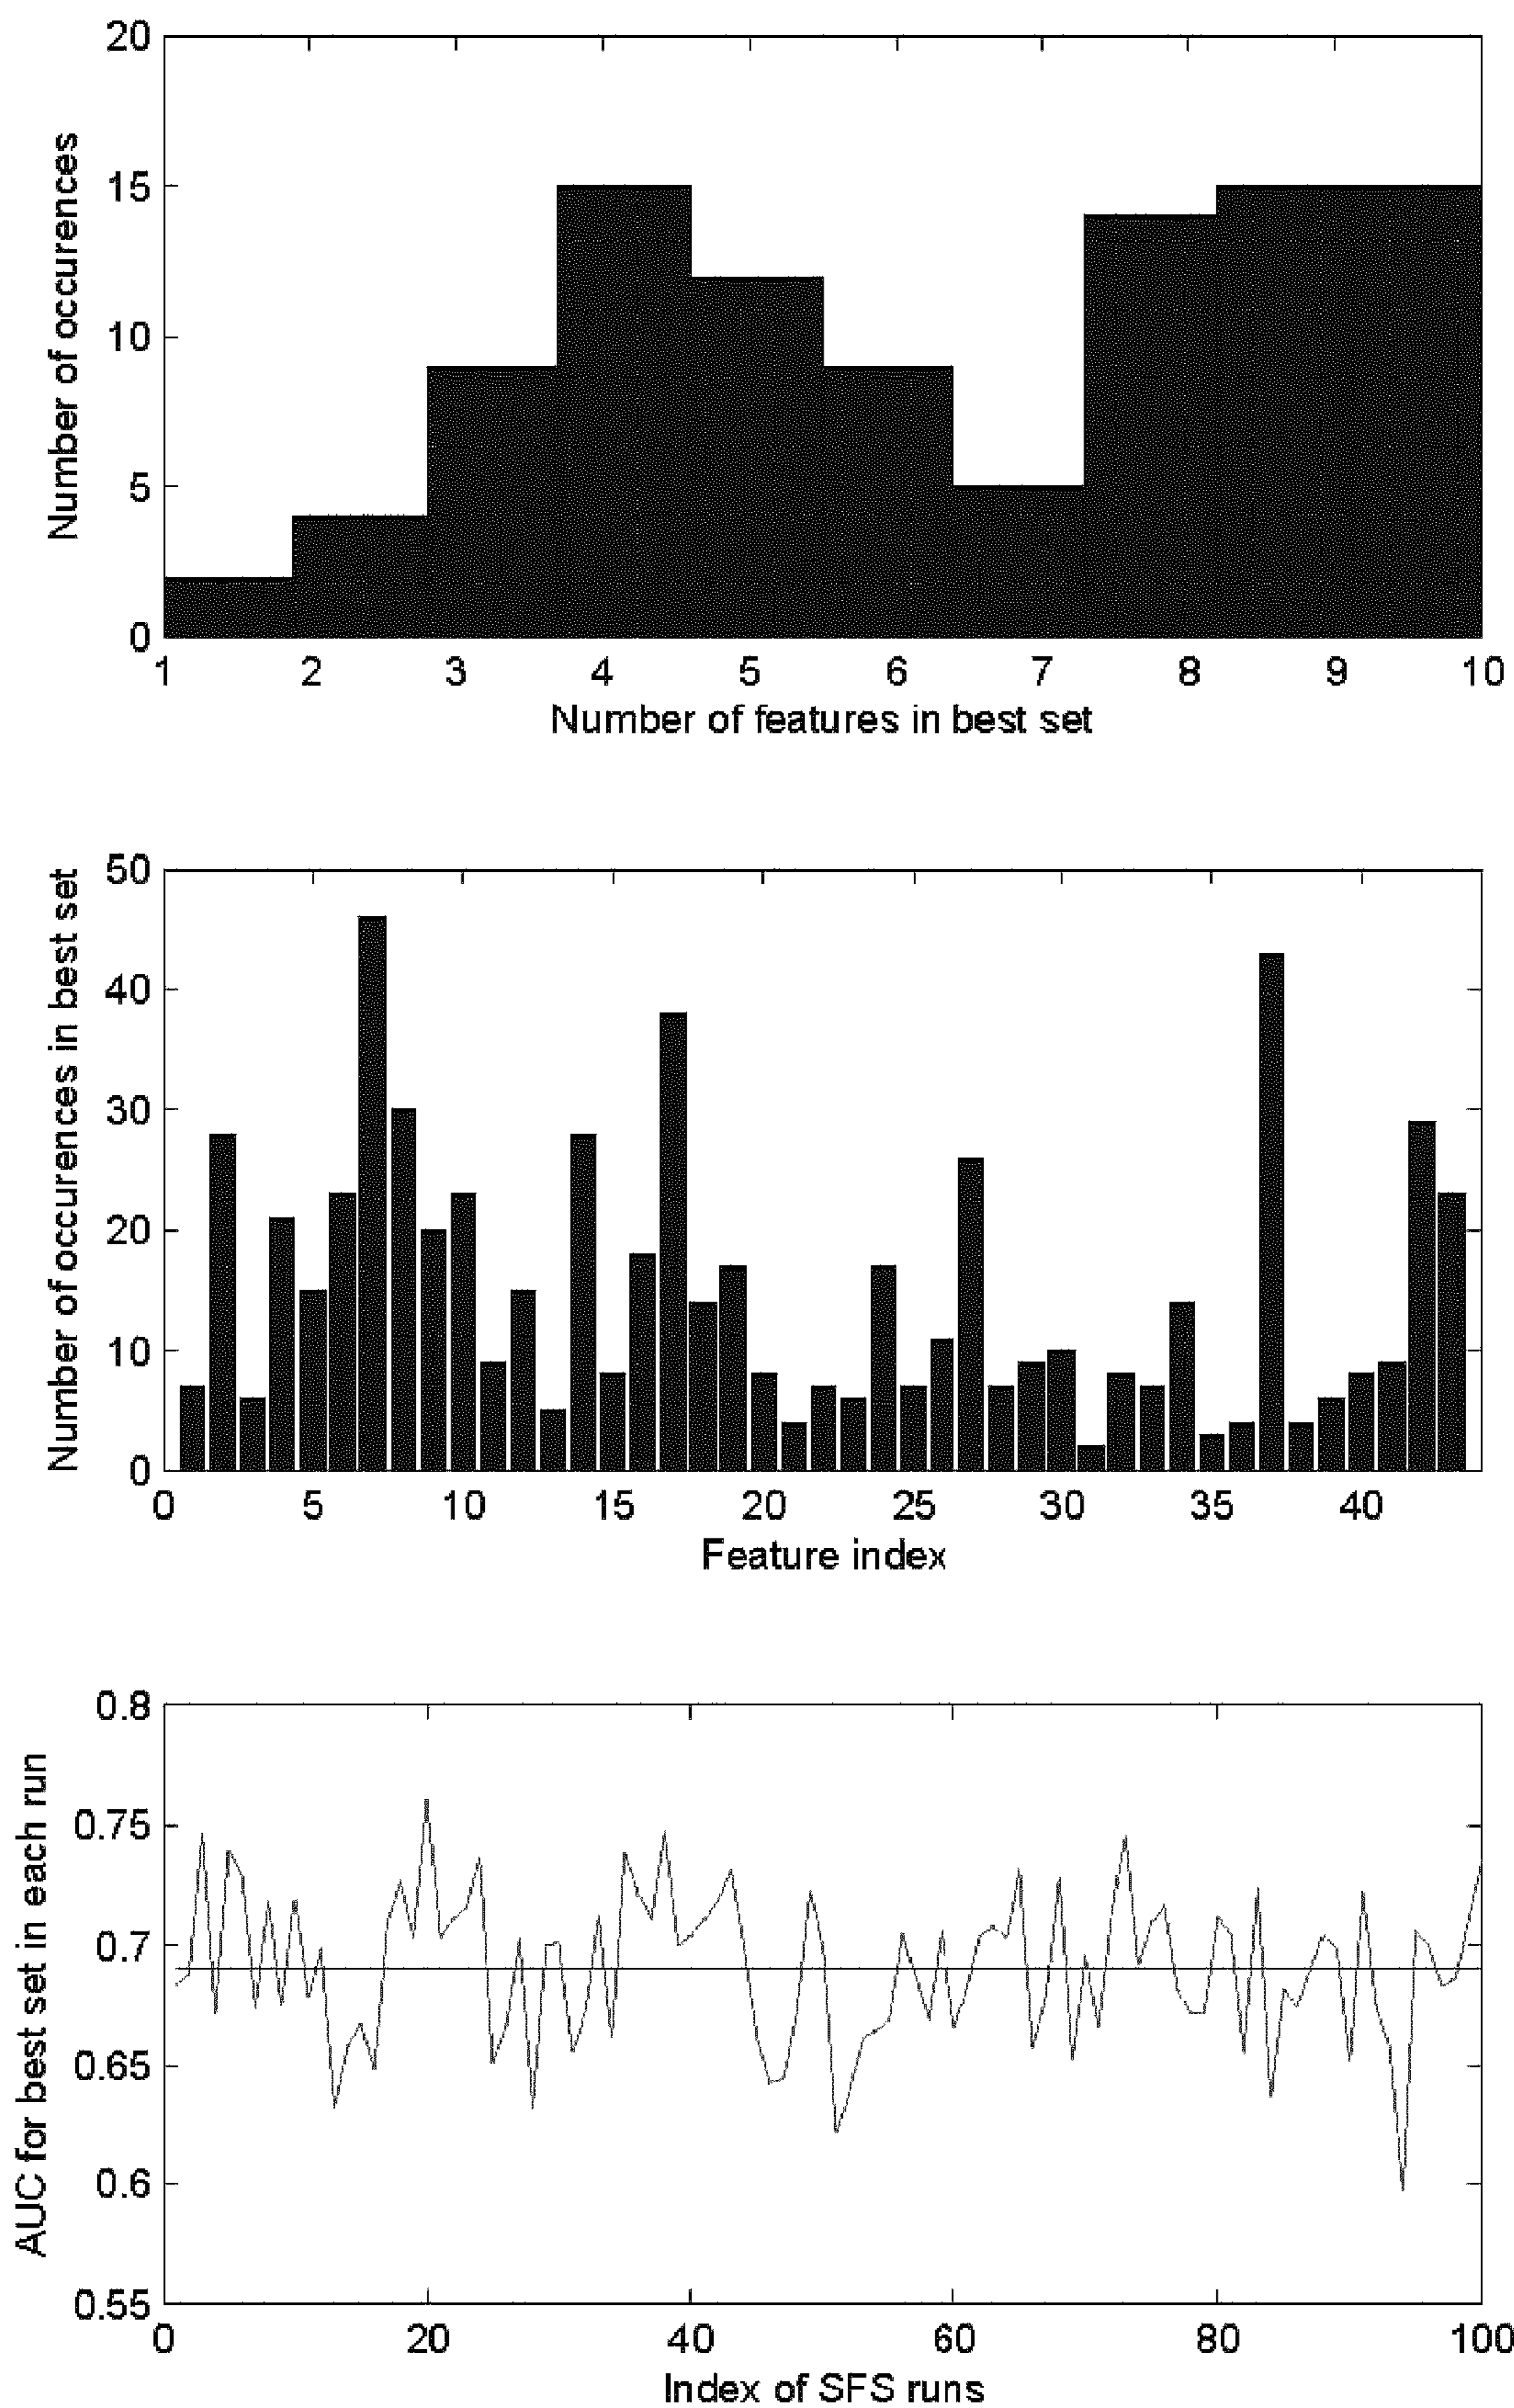 20
15
10
5
0
Number of occurences
1 2 3 4 5 6 7 8 9 10
Number of features in best set
50
40
30
20
10
0
Number of occurences in best set
0 5 10 15 20 25 30 35 40
Feature index
0.8
0.75
0.7
0.65
0.6
0.55
AUC for best set in each run
0 20 40 60 80 100
Index of SFS runs